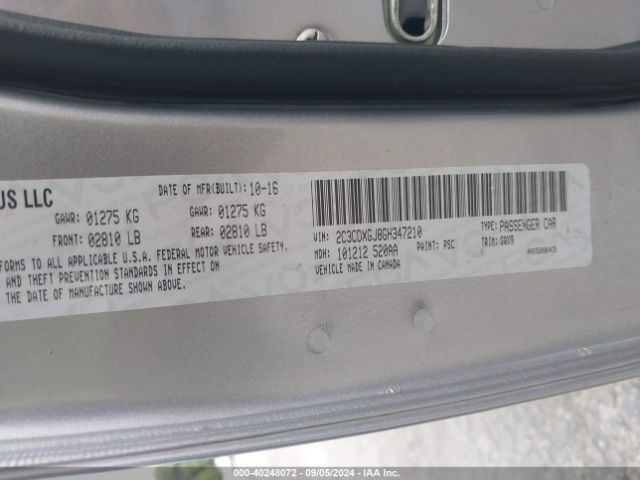 US LLC
DATE OF MFR(BUILT): 10-16
GAWR: 01275 KG GAWR: 01275 KG
FRONT: 02810 LB REAR: 02810 LB
FORMS TO ALL APPLICABLE U.S.A. FEDERAL MOTOR VEHICLE SAFETY,
AND THEFT PREVENTION STANDARDS IN EFFECT ON
THE DATE OF MANUFACTURE SHOWN ABOVE.
VIN: 2C3CDXGJ8GH347210 TYPE: PASSENGER CAR
MDH: 101212 520AA PAINT: PSC TRIM: G8X9
VEHICLE MADE IN CANADA 4658043
000-40248072 - 09/05/2024 - IAA Inc.